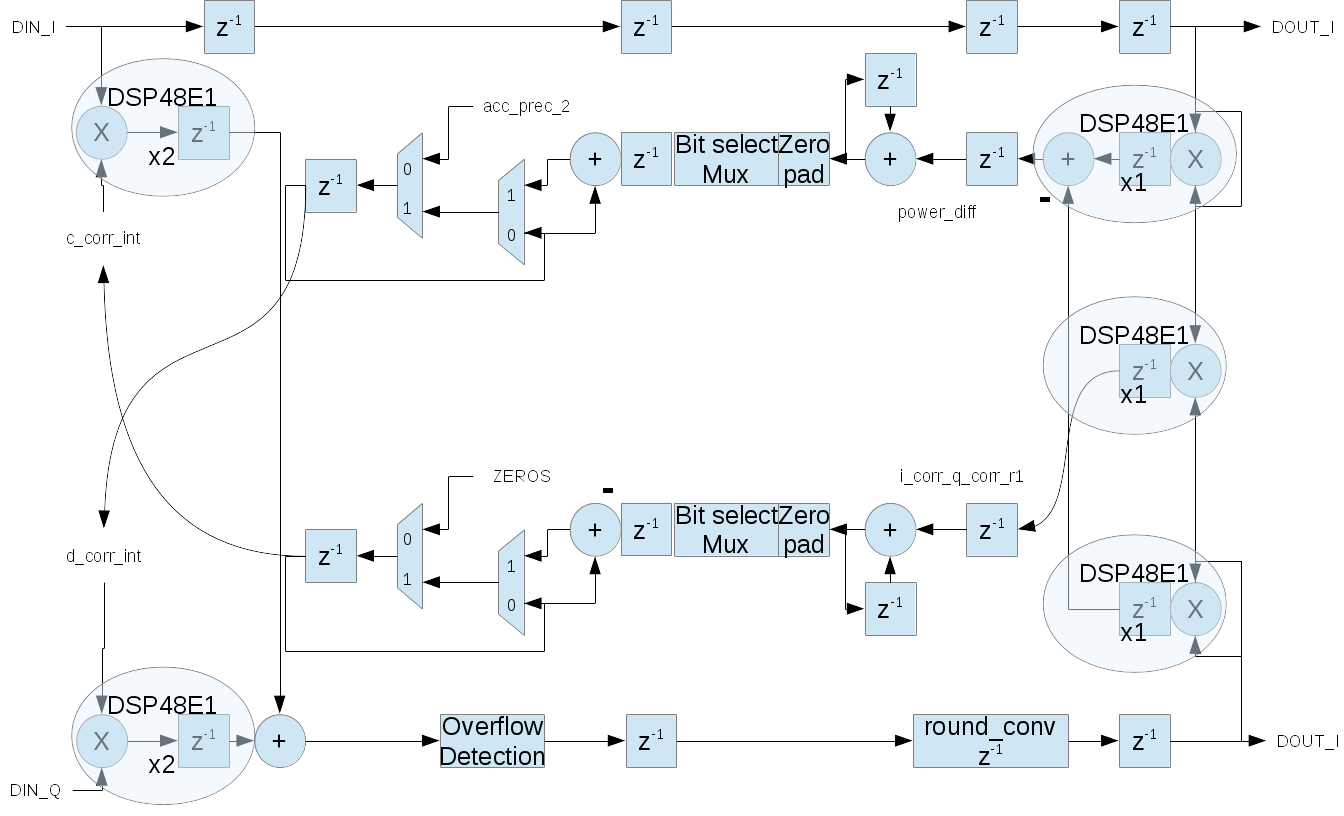 DIN_I
z-1
z-1
z-1
z-1
DOUT_I
z-1
DSP48E1
X
z-1
x2
acc_prec_2
DSP48E1
+
z-1
X
x1
0
1
1
0
z-1
+
z-1
Bit select
Mux
Zero
pad
+
z-1
-
power_diff
c_corr_int
DSP48E1
z-1
X
x1
ZEROS
-
i_corr_q_corr_r1
0
1
1
0
z-1
+
z-1
Bit select
Mux
Zero
pad
+
z-1
d_corr_int
DSP48E1
z-1
X
x1
z-1
DSP48E1
X
z-1
x2
+
Overflow
Detection
z-1
round_conv
z-1
z-1
DOUT_I
DIN_Q